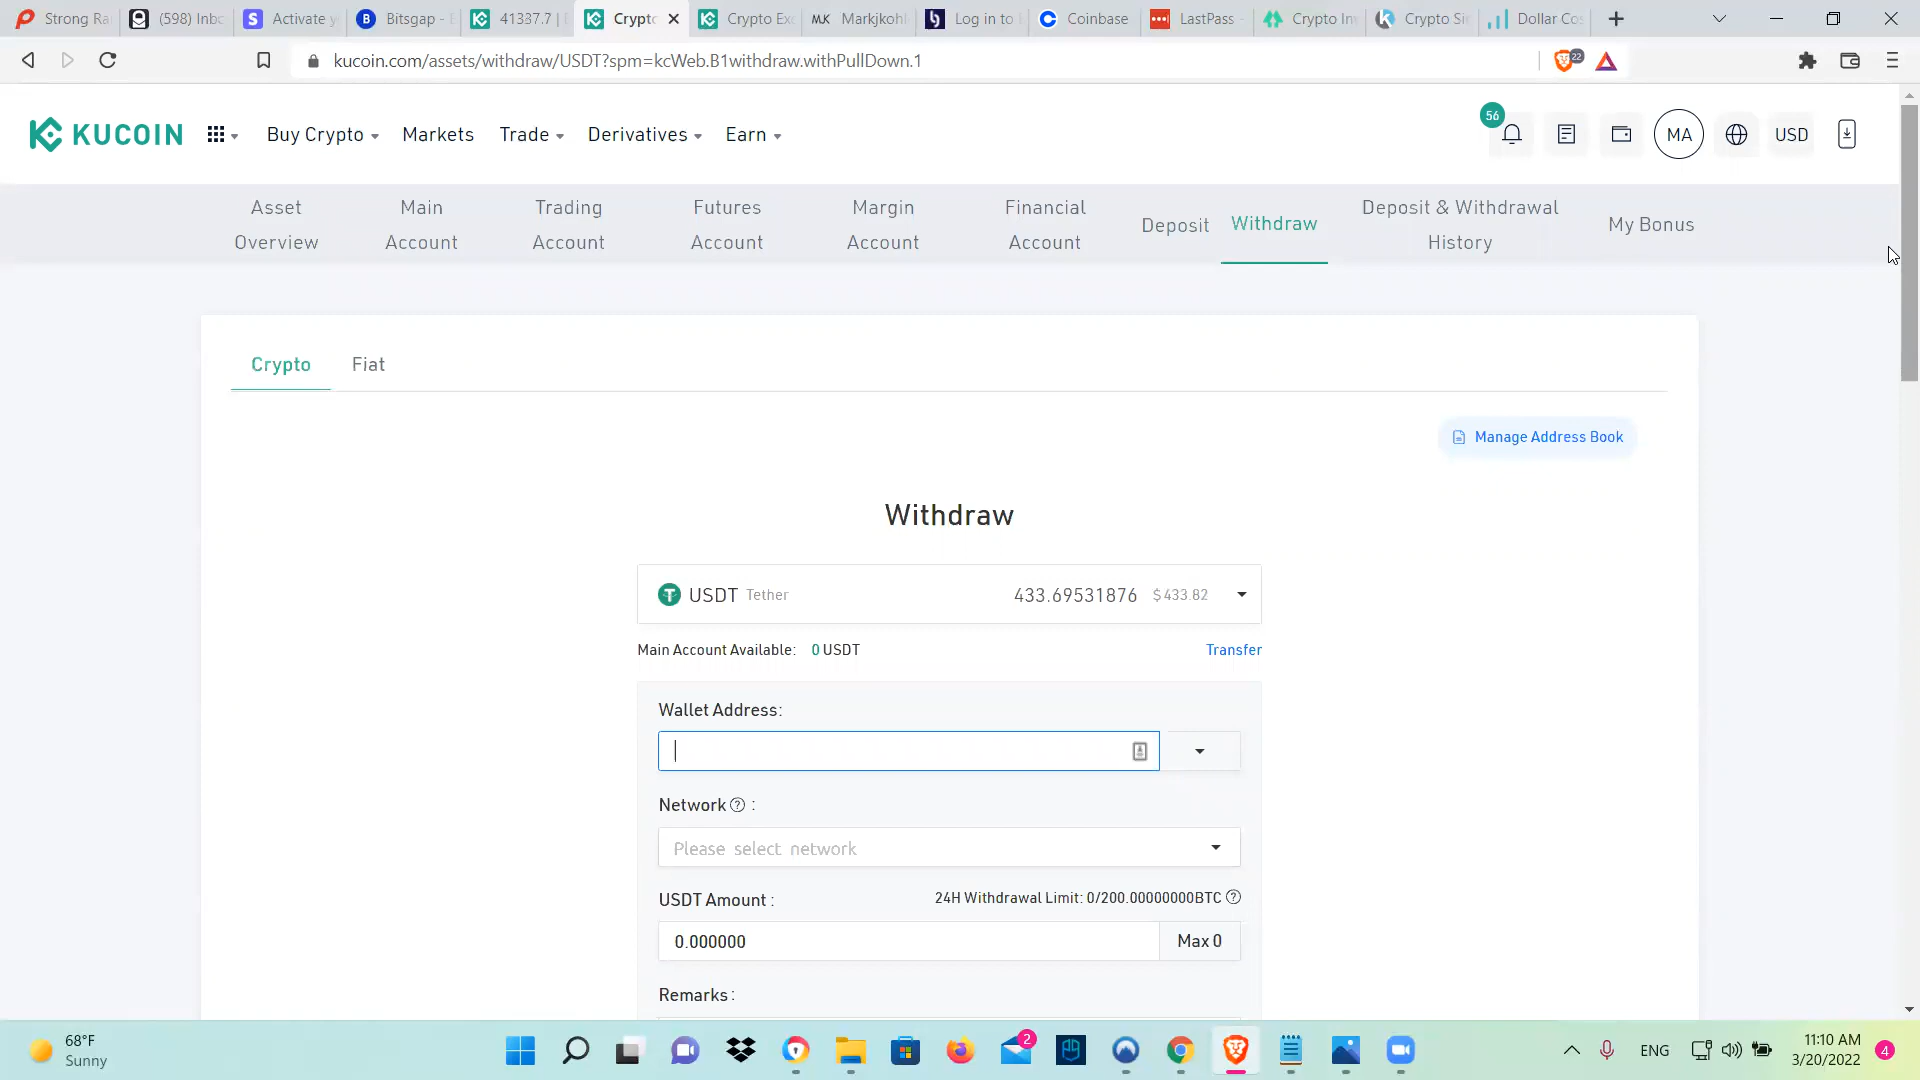 Strong Ra
(598) Inbo
Activate y
Bitsgap - E
41337.7 | B
Crypto
Crypto Exc
Markjkohl
Log in to
Coinbase
LastPass -
Crypto Inv
Crypto Sig
Dollar Cos
kucoin.com/assets/withdraw/USDT?spm=kcWeb.B1withdraw.withPullDown.1
22
KUCOIN
Buy Crypto
Markets
Trade
Derivatives
Earn
56
MA
USD
Asset Overview
Main Account
Trading Account
Futures Account
Margin Account
Financial Account
Deposit
Withdraw
Deposit & Withdrawal History
My Bonus
Crypto
Fiat
Manage Address Book
Withdraw
USDT Tether 433.69531876 $433.82
Main Account Available: 0 USDT Transfer
Wallet Address:
Network ? :
Please select network
USDT Amount : 24H Withdrawal Limit: 0/200.00000000BTC ?
0.000000 Max 0
Remarks :
68°F
Sunny
2
ENG
11:10 AM
3/20/2022
4